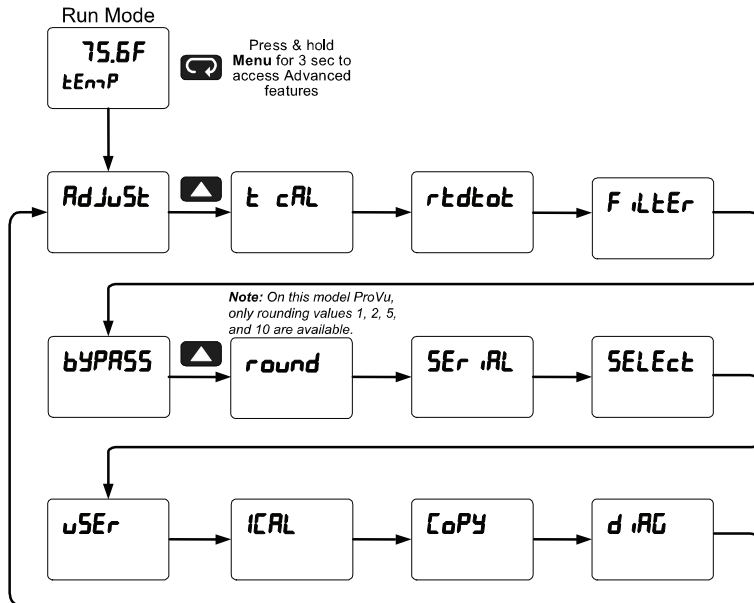 Run Mode
75.6F
tEmP
Press & hold
Menu for 3 sec to
access Advanced
features
AdJuSt
t cAL
rtdtot
FiLtEr
Note: On this model ProVu,
only rounding values 1, 2, 5,
and 10 are available.
bYPASS
round
SEriAL
SELEct
uSEr
ICAL
CoPY
diAG